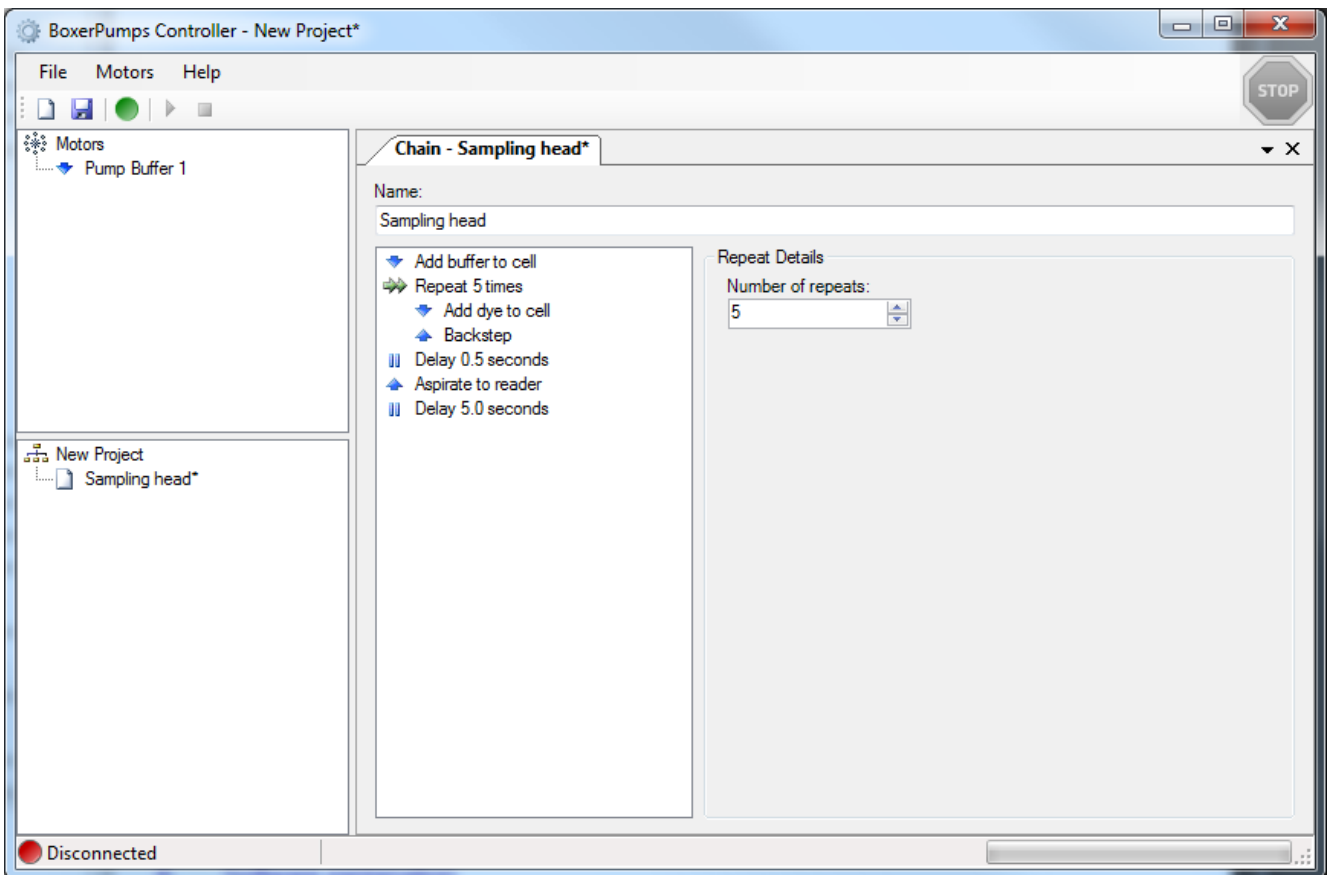 BoxerPumps Controller - New Project*
File Motors Help
STOP
Motors
Pump Buffer 1
New Project
Sampling head*
Chain - Sampling head*
Name:
Sampling head
Add buffer to cell
Repeat 5 times
Add dye to cell
Backstep
Delay 0.5 seconds
Aspirate to reader
Delay 5.0 seconds
Repeat Details
Number of repeats:
5
Disconnected